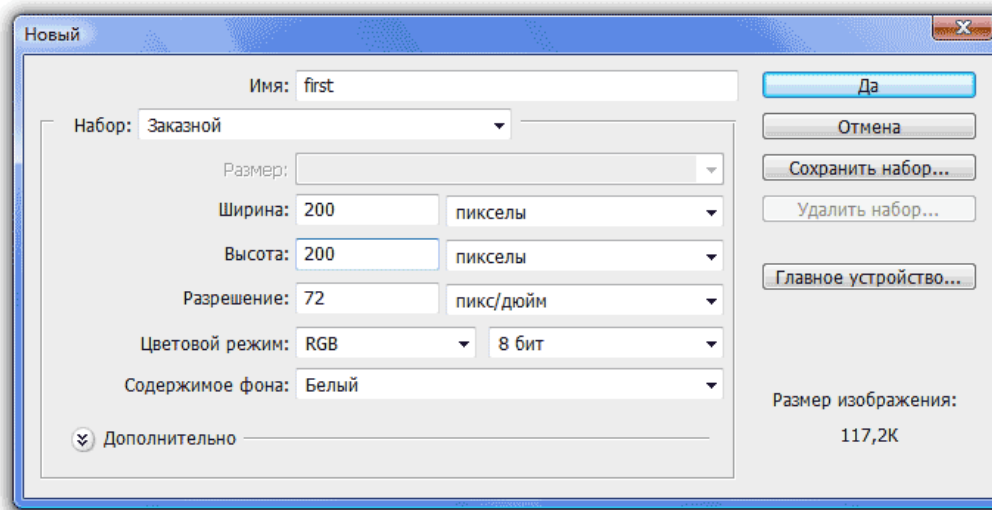 Новый
Имя: first
Да
Набор: Заказной
Отмена
Размер:
Сохранить набор...
Ширина: 200 пикселы
Удалить набор...
Высота: 200 пикселы
Главное устройство...
Разрешение: 72 пикс/дюйм
Цветовой режим: RGB 8 бит
Содержимое фона: Белый
Размер изображения:
117,2K
Дополнительно